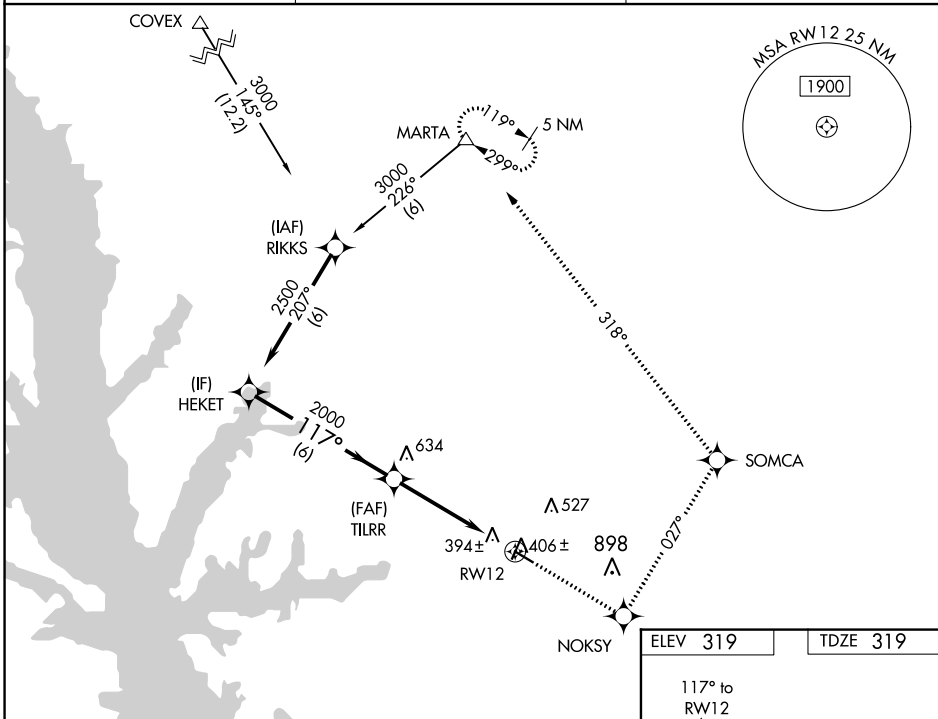 COVEX
3000
145°
(12.2)
MSA RW12 25 NM
1900
MARTA
119°
5 NM
299°
3000
226°
(6)
(IAF)
RIKKS
2500
207°
(6)
318°
(IF)
HEKET
2000
117°
(6)
634
SOMCA
(FAF)
TILRR
527
027°
394±
406±
898
RW12
NOKSY
ELEV 319
TDZE 319
117° to
RW12